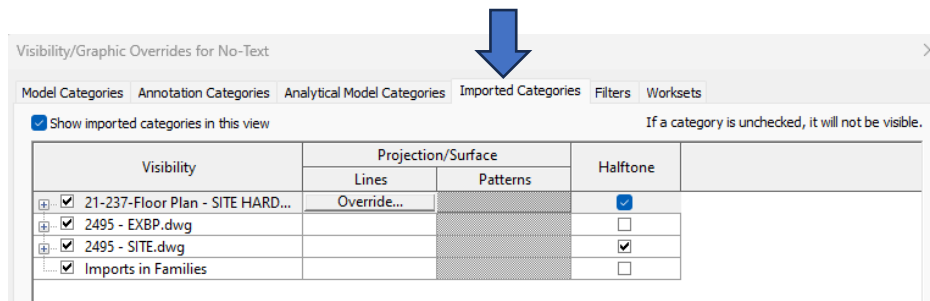 Visibility/Graphic Overrides for No-Text
Model Categories Annotation Categories Analytical Model Categories Imported Categories Filters Worksets
Show imported categories in this view If a category is unchecked, it will not be visible.
Visibility Projection/Surface Halftone
Lines Patterns
21-237-Floor Plan - SITE HARD... Override...
2495 - EXBP.dwg
2495 - SITE.dwg
Imports in Families